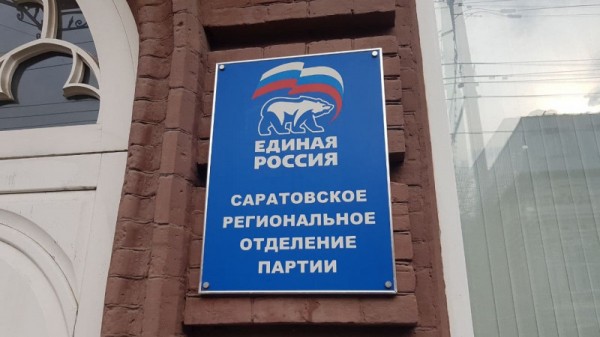 ЕДИНАЯ
РОССИЯ
САРАТОВСКОЕ
РЕГИОНАЛЬНОЕ
ОТДЕЛЕНИЕ
ПАРТИИ